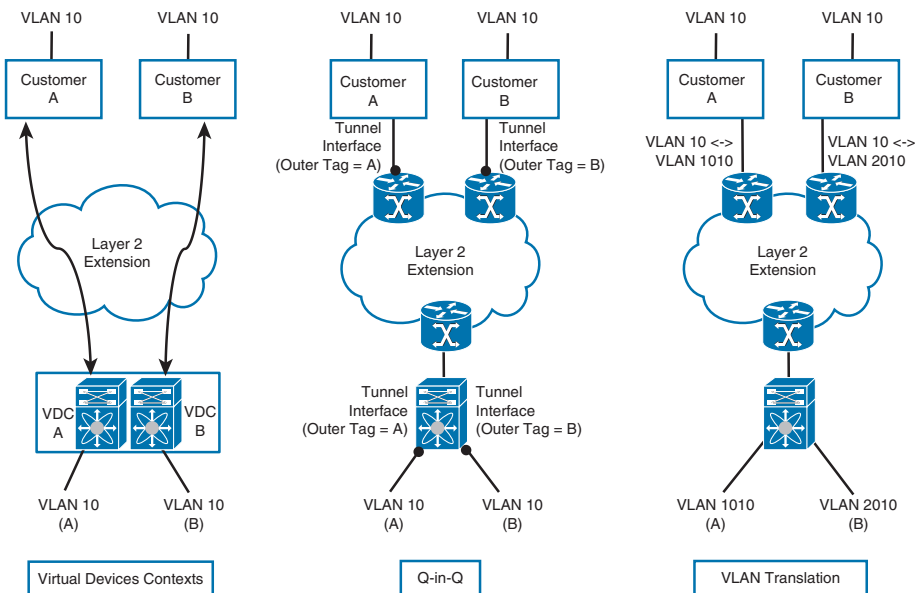 VLAN 10
VLAN 10
Customer
A
Customer
B
Layer 2
Extension
VDC
A
VDC
B
VLAN 10
(A)
VLAN 10
(B)
Virtual Devices Contexts
VLAN 10
VLAN 10
Customer
A
Customer
B
Tunnel
Interface
(Outer Tag = A)
Tunnel
Interface
(Outer Tag = B)
Layer 2
Extension
Tunnel
Interface
(Outer Tag = A)
Tunnel
Interface
(Outer Tag = B)
VLAN 10
(A)
VLAN 10
(B)
Q-in-Q
VLAN 10
VLAN 10
Customer
A
Customer
B
VLAN 10 <->
VLAN 1010
VLAN 10 <->
VLAN 2010
Layer 2
Extension
VLAN 1010
(A)
VLAN 2010
(B)
VLAN Translation